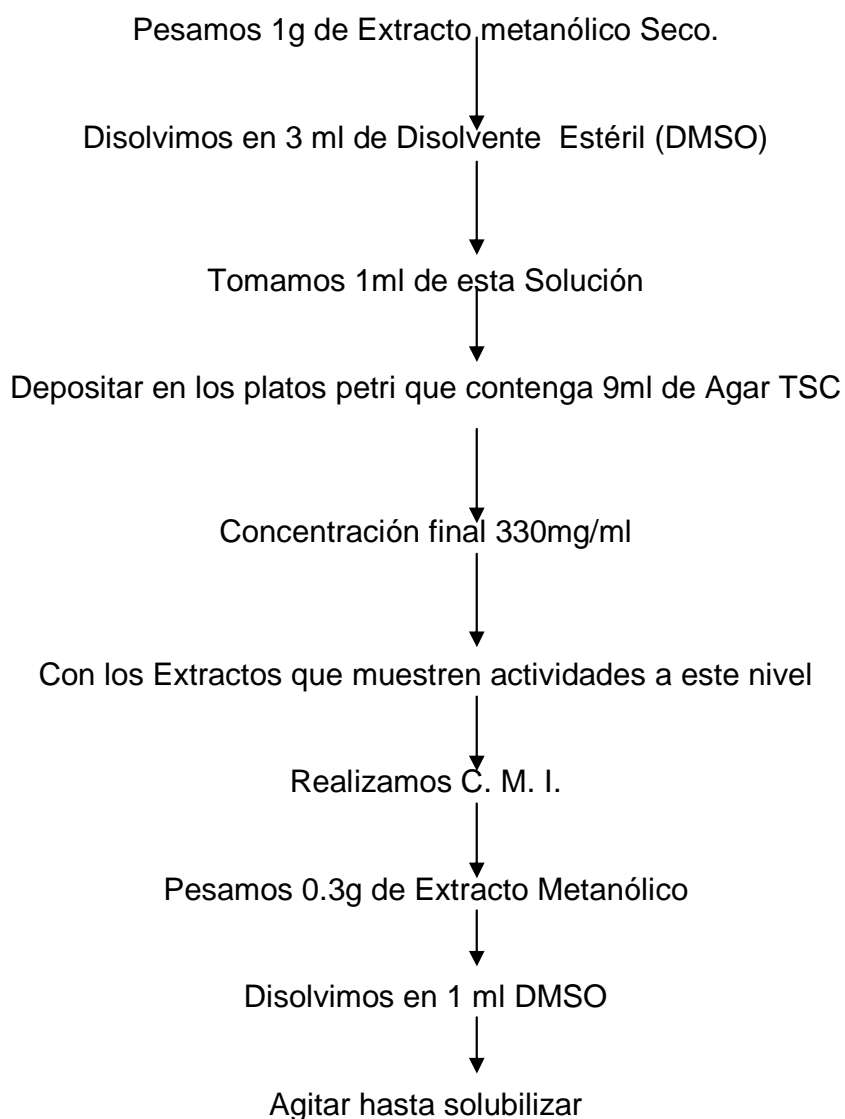 Pesamos 1g de Extracto metanólico Seco.
Disolvimos en 3 ml de Disolvente Estéril (DMSO)
Tomamos 1ml de esta Solución
Depositar en los platos petri que contenga 9ml de Agar TSC
Concentración final 330mg/ml
Con los Extractos que muestren actividades a este nivel
Realizamos C. M. I.
Pesamos 0.3g de Extracto Metanólico
Disolvimos en 1 ml DMSO
Agitar hasta solubilizar